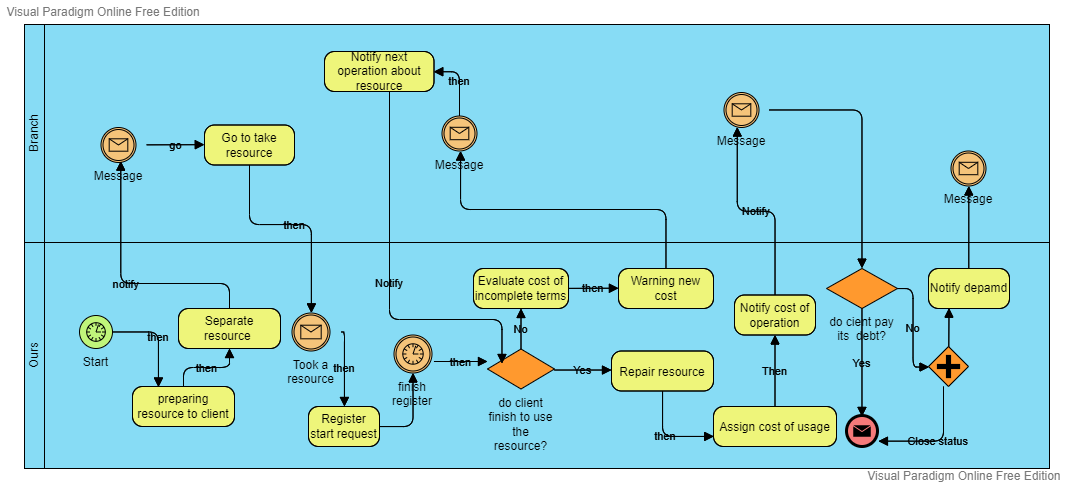 Visual Paradigm Online Free Edition
Branch
Notify next
operation about
resource
then
Message
Message
go
Go to take
resource
Message
Message
then
Notify
notify
Notify
Ours
Start
then
Separate
resource
then
preparing
resource to client
Took a
resource
then
Register
start request
finish
register
then
Evaluate cost of
incomplete terms
then
Warning new
cost
No
do client
finish to use
the
resource?
Yes
Repair resource
then
Assign cost of usage
Then
Notify cost of
operation
do cient pay
its debt?
No
Yes
Notify depamd
Close status
Visual Paradigm Online Free Edition